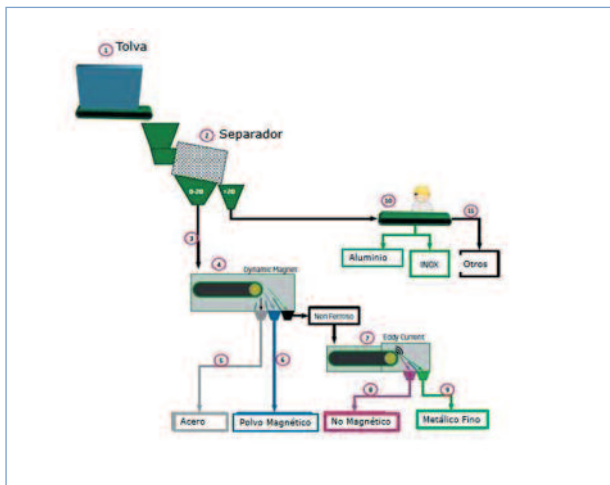 1 Tolva
2 Separador
0-20
+20
3
10
11
Aluminio
INOX
Otros
4
Dynamic Magnet
Non Ferrino
7
Eddy Current
5
6
8
9
Acero
Polvo Magnético
No Magnético
Metálico Fino